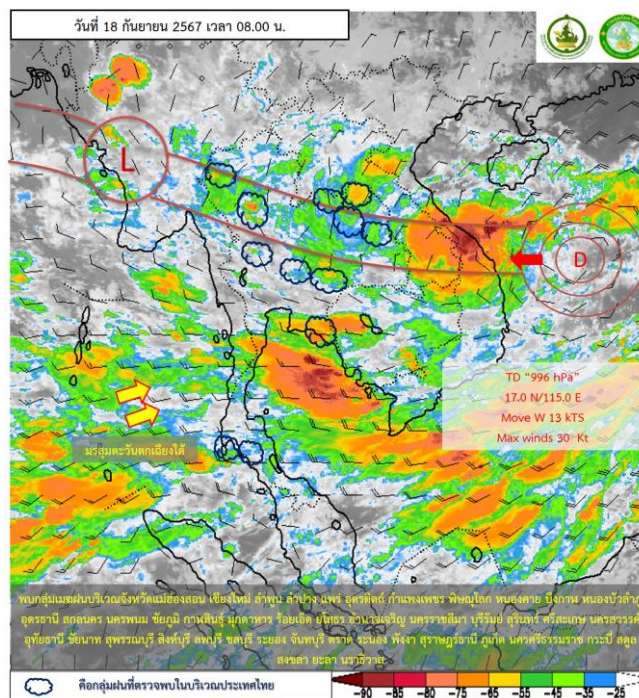 วันที่ 18 กันยายน 2567 เวลา 08.00 น.
L
D
TD "996 hPa"
17.0 N/115.0 E
Move W 13 kTS
Max winds 30 Kt
มรสุมตะวันตกเฉียงใต้
พบกลุ่มเมฆฝนบริเวณจังหวัดแม่ฮ่องสอน เชียงใหม่ ลำพูน ลำปาง แพร่ อุตรดิตถ์ กำแพงเพชร พิษณุโลก หนองคาย บึงกาฬ หนองบัวลำภู
อุดรธานี สกลนคร นครพนม ชัยภูมิ กาฬสินธุ์ มุกดาหาร ร้อยเอ็ด ยโสธร อำนาจเจริญ นครราชสีมา บุรีรัมย์ สุรินทร์ ศรีสะเกษ นครสวรรค์
อุทัยธานี ชัยนาท สุพรรณบุรี สิงห์บุรี ลพบุรี ชลบุรี ระยอง จันทบุรี ตราด ระนอง พังงา สุราษฎร์ธานี ภูเก็ต นครศรีธรรมราช กระบี่ สตูล
สงขลา ยะลา นราธิวาส
คือกลุ่มฝนที่ตรวจพบในบริเวณประเทศไทย
-90 -85 -80 -75 -65 -55 -45 -35 -25